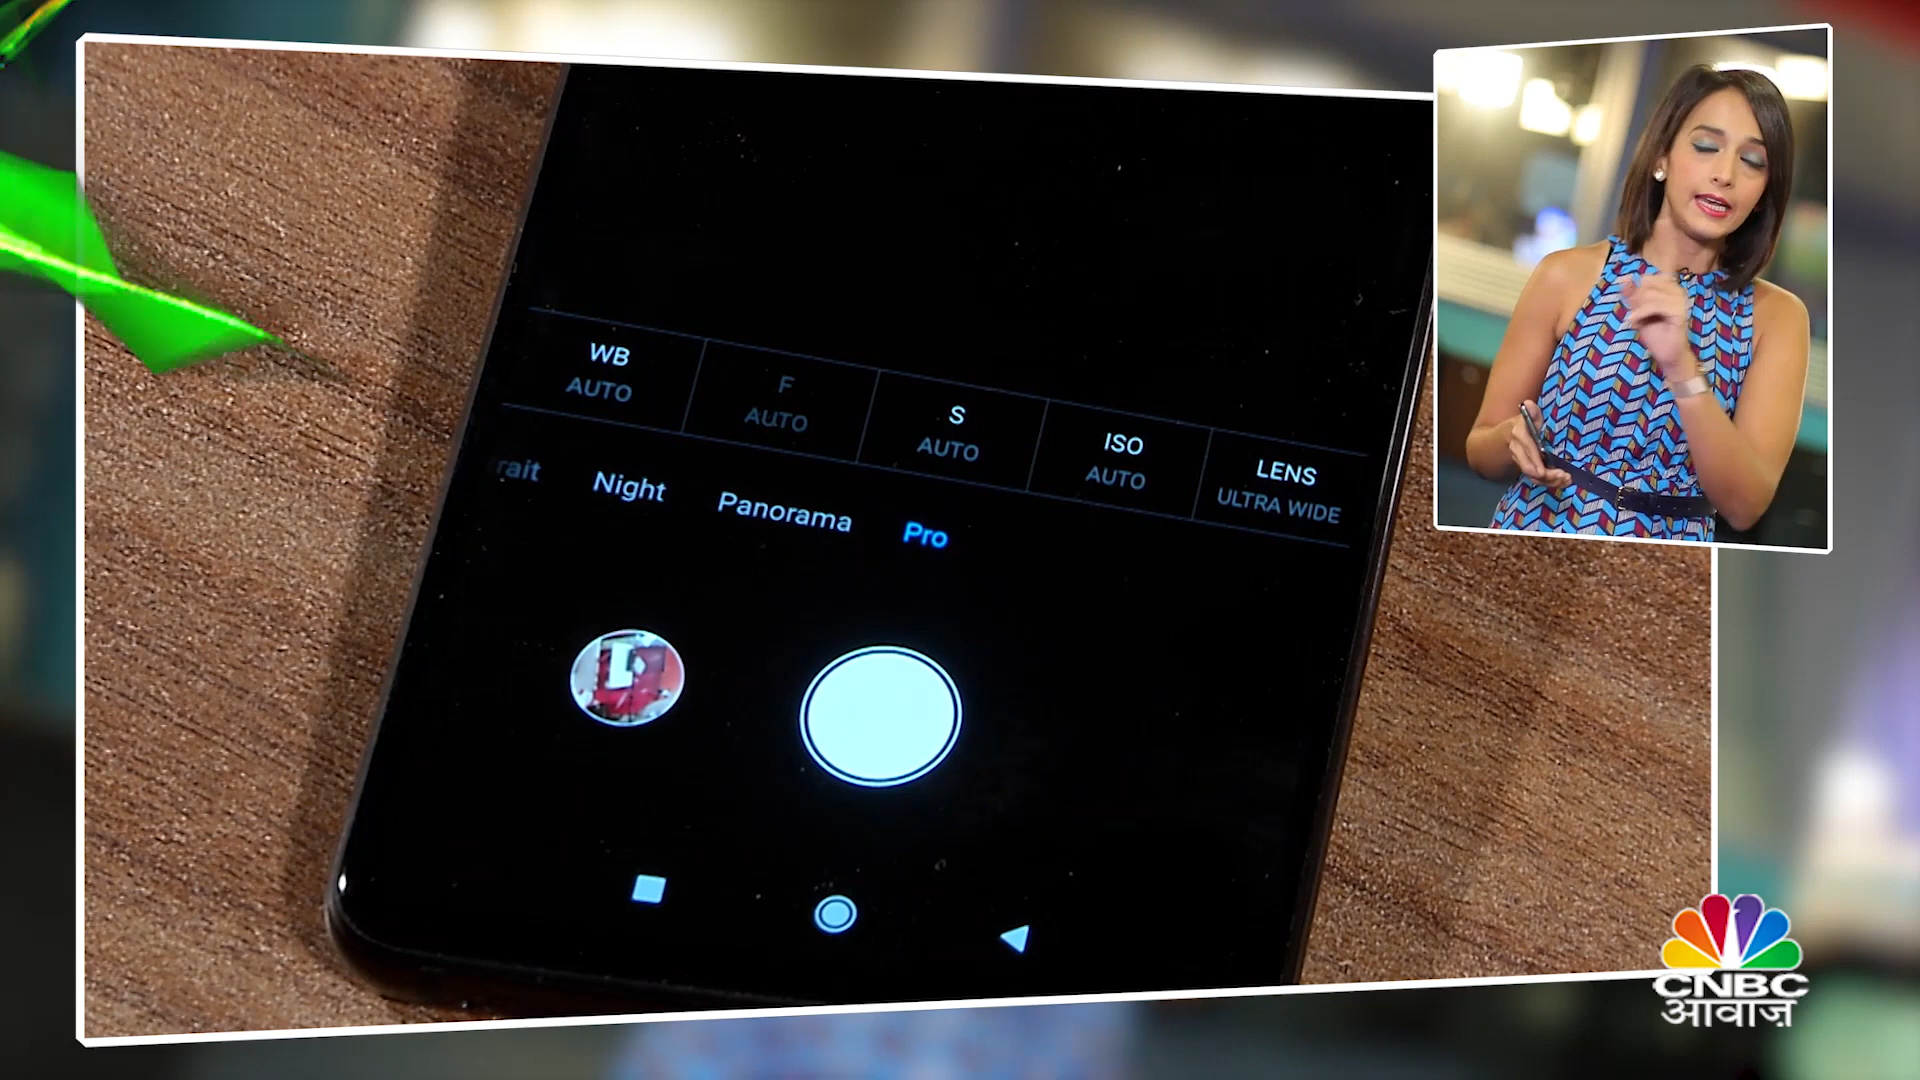 WB
AUTO
F
AUTO
S
AUTO
ISO
AUTO
LENS
ULTRA WIDE
rait
Night
Panorama
Pro
CNBC
आवाज़